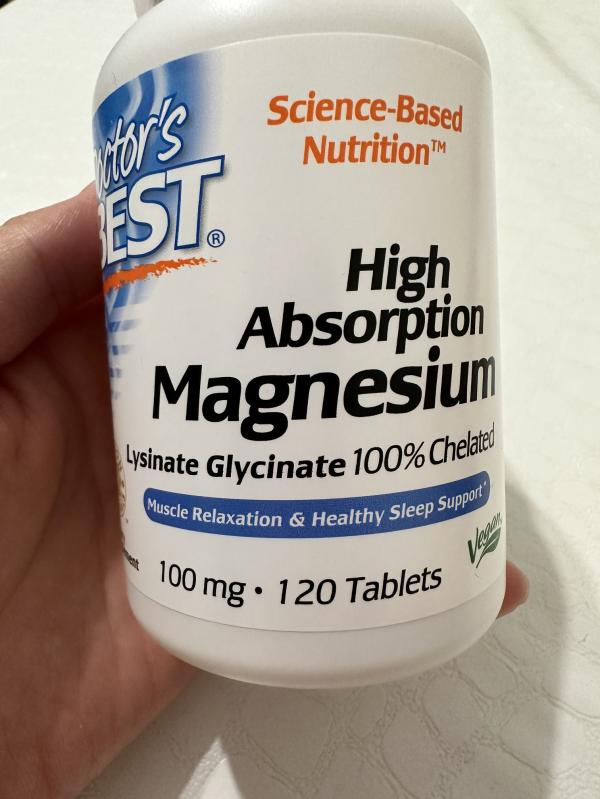 Science-Based
Nutrition™
BEST®
High
Absorption
Magnesium
Lysinate Glycinate 100% Chelated
Muscle Relaxation & Healthy Sleep Support*
Vegan
100 mg • 120 Tablets